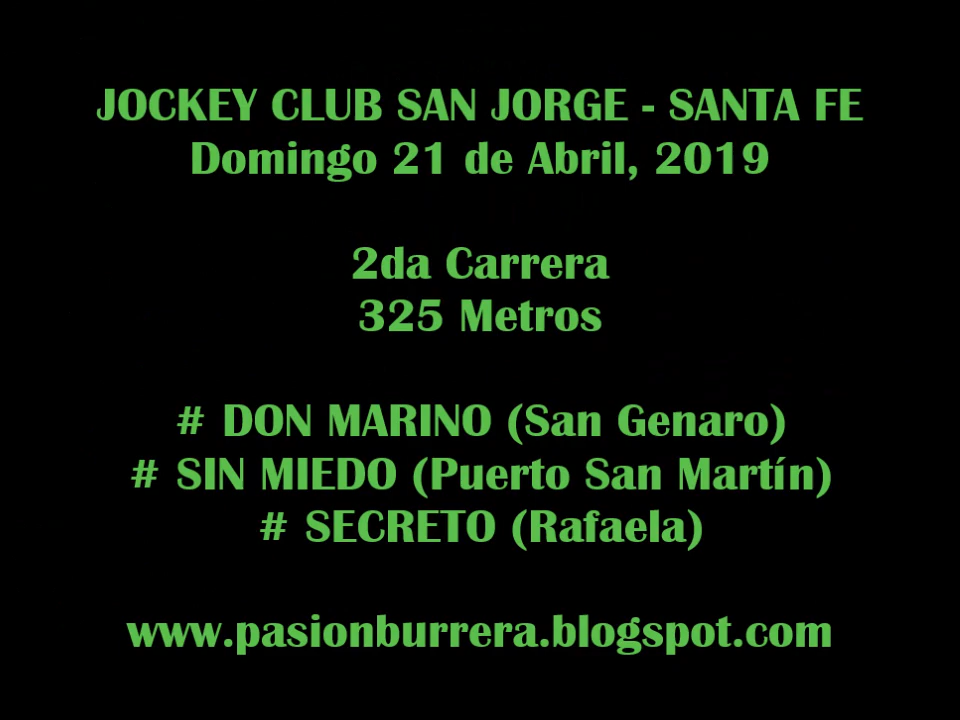 JOCKEY CLUB SAN JORGE - SANTA FE
Domingo 21 de Abril, 2019
2da Carrera
325 Metros
# DON MARINO (San Genaro)
# SIN MIEDO (Puerto San Martín)
# SECRETO (Rafaela)
www.pasionburrera.blogspot.com